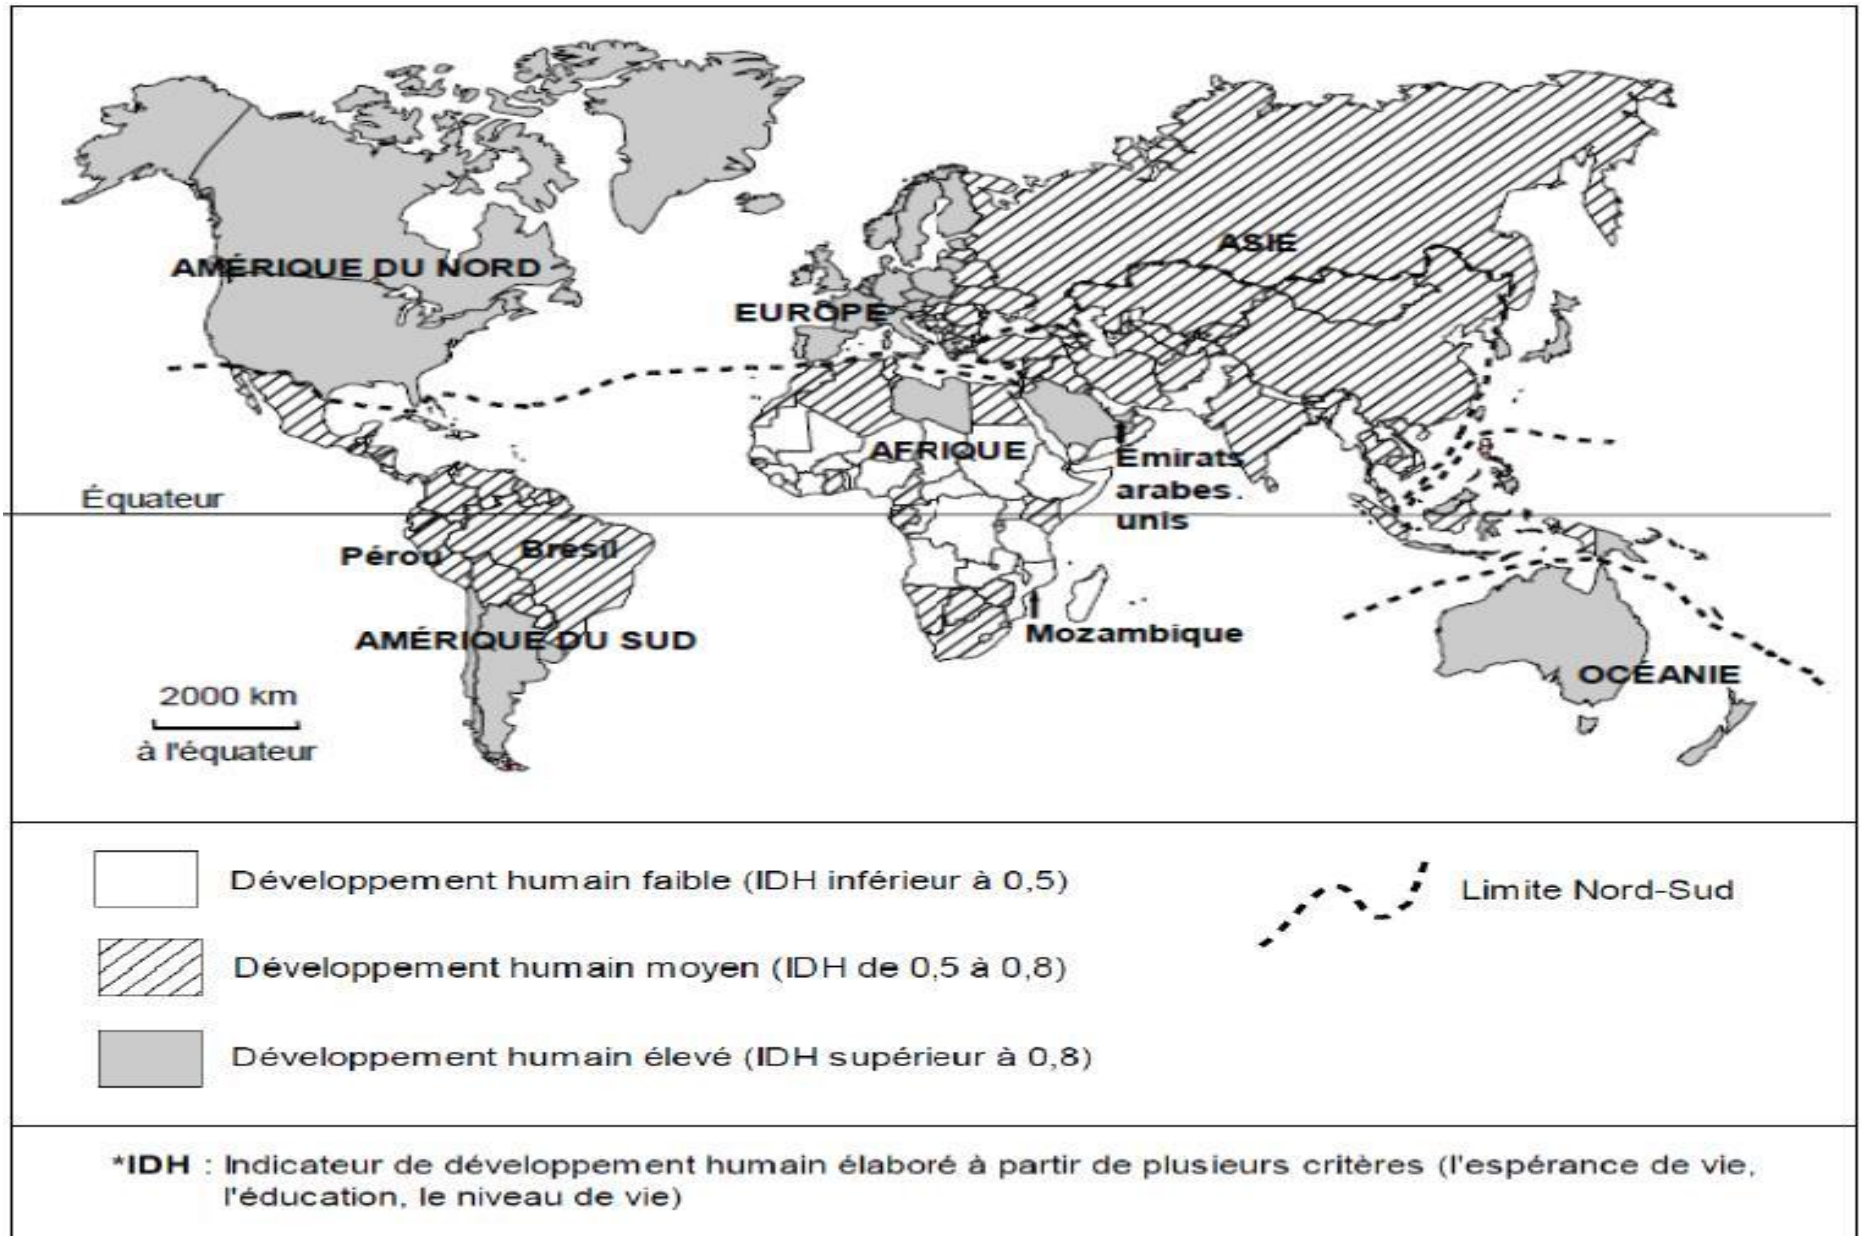 ASIE
AMÉRIQUE DU NORD
EUROPE
AFRIQUE
Emirats
arabes.
unis
Équateur
Pérou
Bresil
Mozambique
AMÉRIQUE DU SUD
OCÉANIE
2000 km
à l'équateur
Développement humain faible (IDH inférieur à 0,5)
Limite Nord-Sud
Développement humain moyen (IDH de 0,5 à 0,8)
Développement humain élevé (IDH supérieur à 0,8)
*IDH : Indicateur de développement humain élaboré à partir de plusieurs critères (l'espérance de vie,
l'éducation, le niveau de vie)